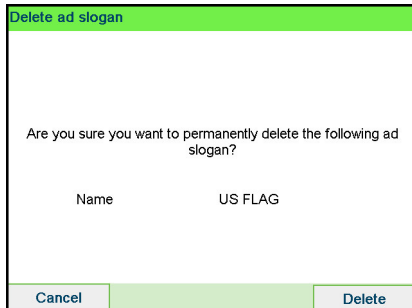 Delete ad slogan
Are you sure you want to permanently delete the following ad
slogan?
Name US FLAG
Cancel Delete